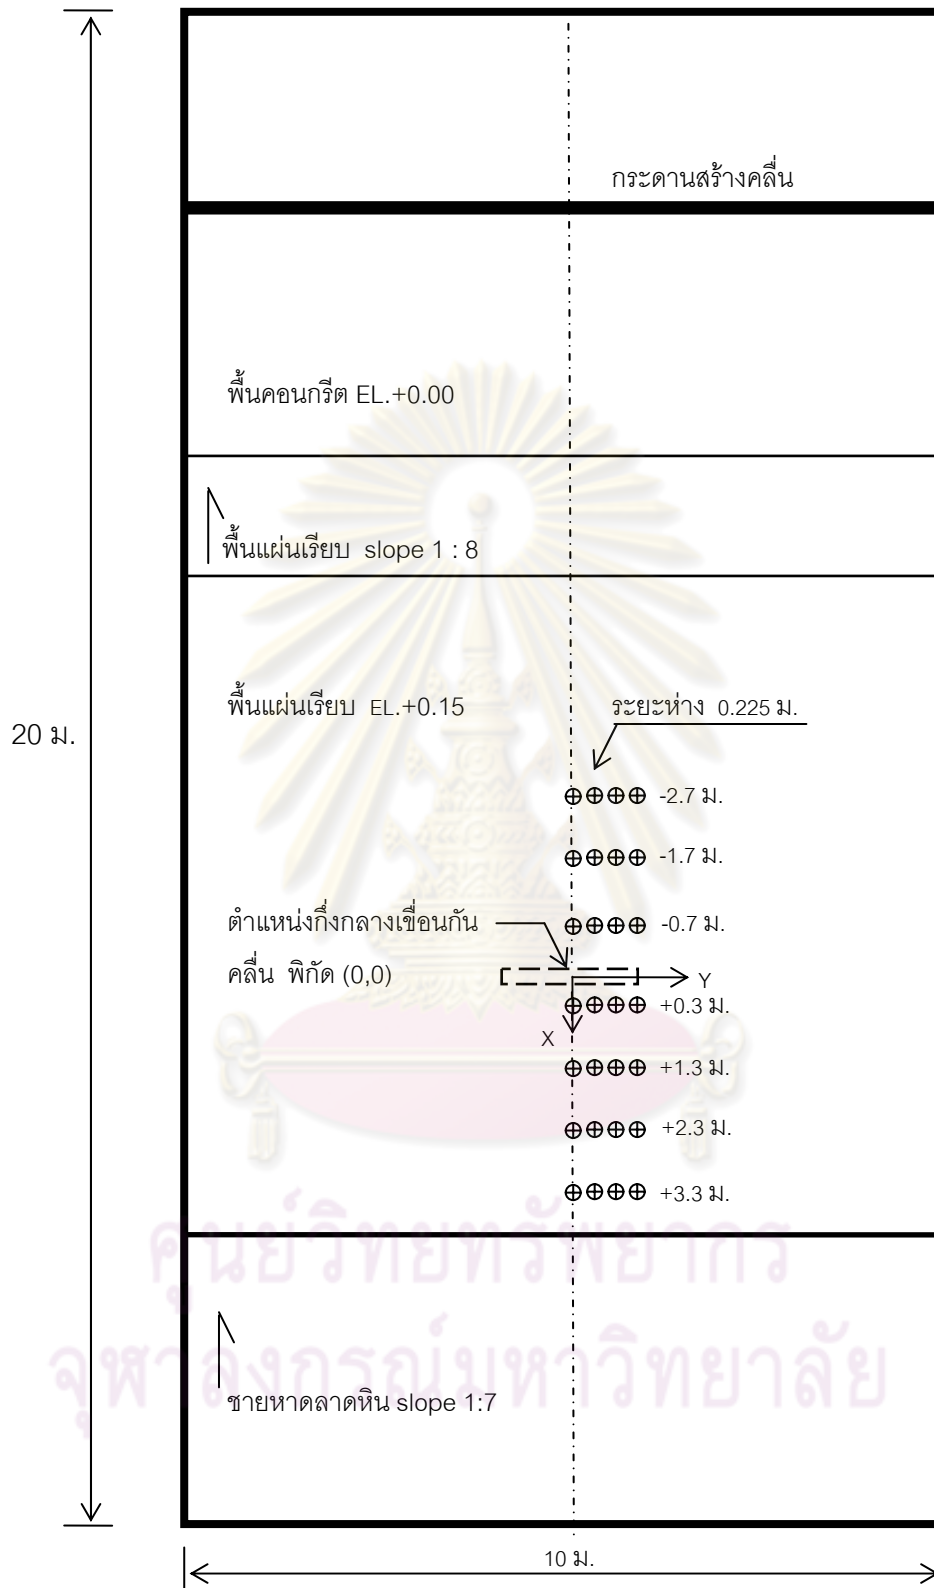 กระดานสร้างคลื่น
พื้นคอนกรีต EL.+0.00
พื้นแผ่นเรียบ slope 1 : 8
พื้นแผ่นเรียบ EL.+0.15
ระยะห่าง 0.225 ม.
20 ม.
-2.7 ม.
-1.7 ม.
ตำแหน่งกึ่งกลางเขื่อนกัน
-0.7 ม.
คลื่น พิกัด (0,0)
Y
+0.3 ม.
X
+1.3 ม.
+2.3 ม.
+3.3 ม.
ศูนย์วิทยทรัพยากร
จุฬาลงกรณ์มหาวิทยาลัย
ชายหาดลาดหิน slope 1:7
10 ม.